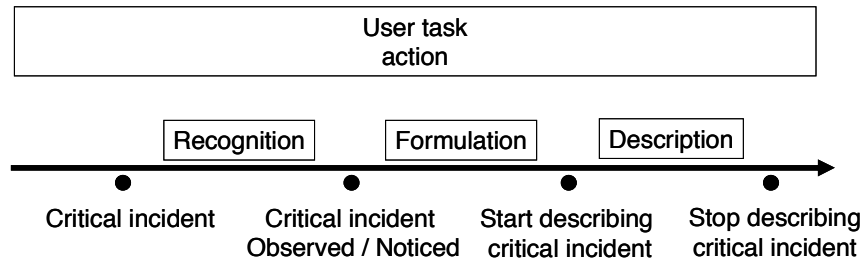 User task
action
Recognition
Formulation
Description
Critical incident
Critical incident
Observed / Noticed
Start describing
critical incident
Stop describing
critical incident